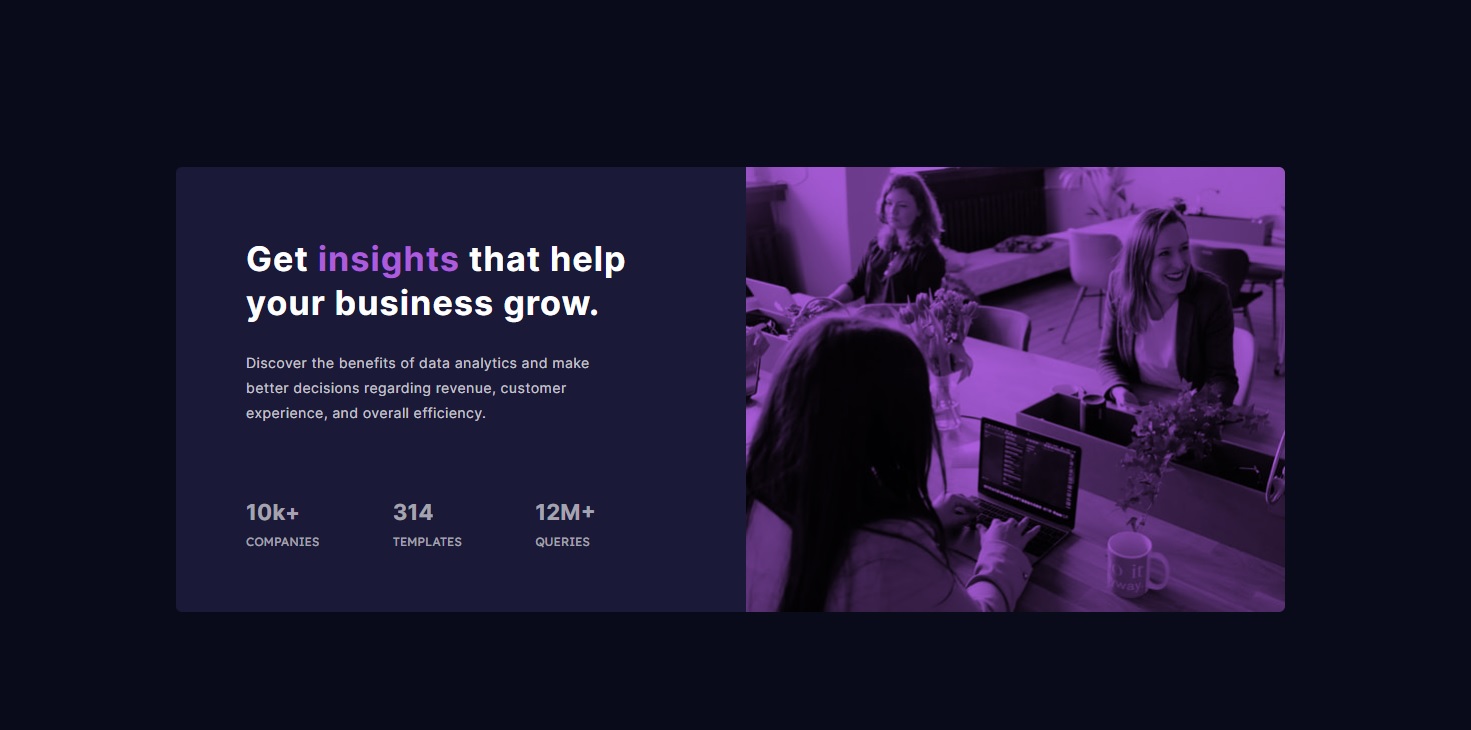 Get insights that help
your business grow.
Discover the benefits of data analytics and make
better decisions regarding revenue, customer
experience, and overall efficiency.
10k+ 314 12M+
COMPANIES TEMPLATES QUERIES